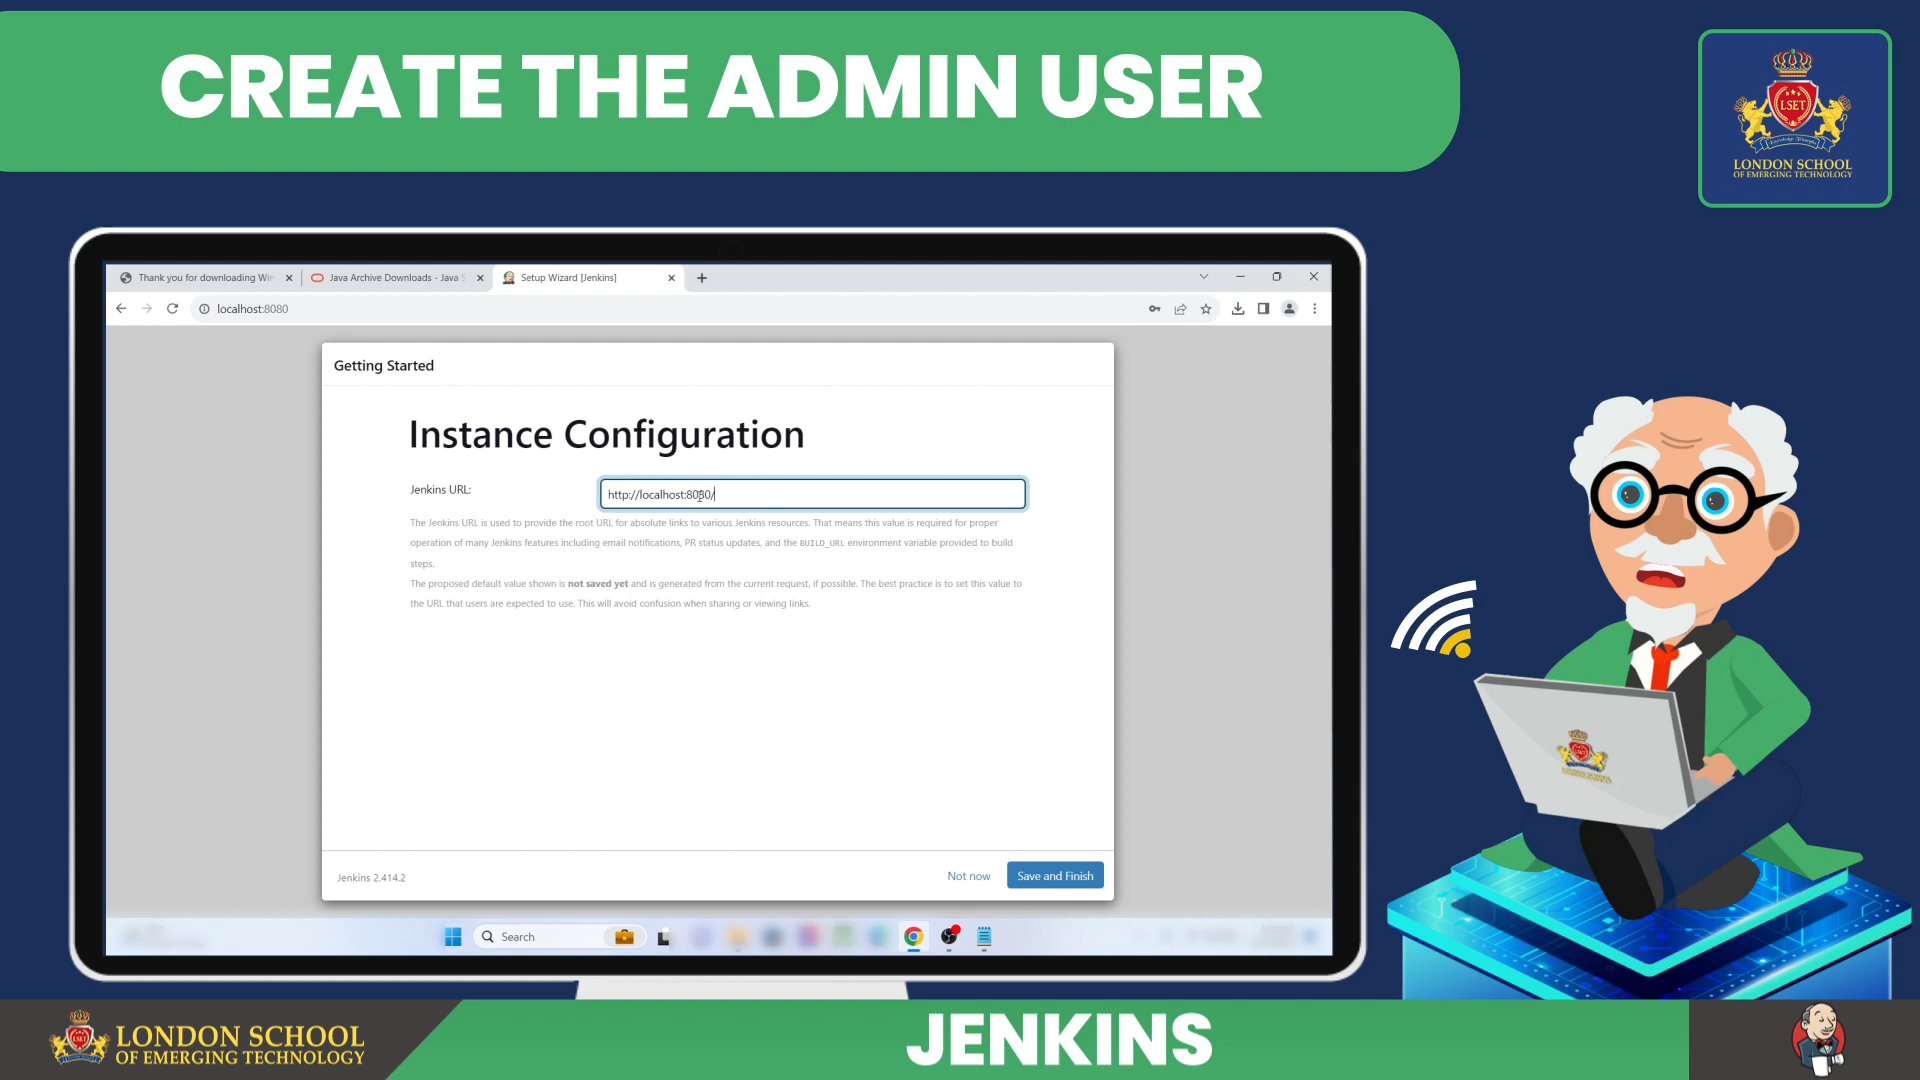 CREATE THE ADMIN USER
LSET
LONDON SCHOOL
OF EMERGING TECHNOLOGY
Thank you for downloading Win
Java Archive Downloads - Java S
Setup Wizard [Jenkins]
localhost:8080
Getting Started
Instance Configuration
Jenkins URL:
http://localhost:8080/
The Jenkins URL is used to provide the root URL for absolute links to various Jenkins resources. That means this value is required for proper
operation of many Jenkins features including email notifications, PR status updates, and the BUILD_URL environment variable provided to build
steps.
The proposed default value shown is not saved yet and is generated from the current request, if possible. The best practice is to set this value to
the URL that users are expected to use. This will avoid confusion when sharing or viewing links.
Jenkins 2.414.2
Not now
Save and Finish
Search
LSET
LONDON SCHOOL
OF EMERGING TECHNOLOGY
JENKINS